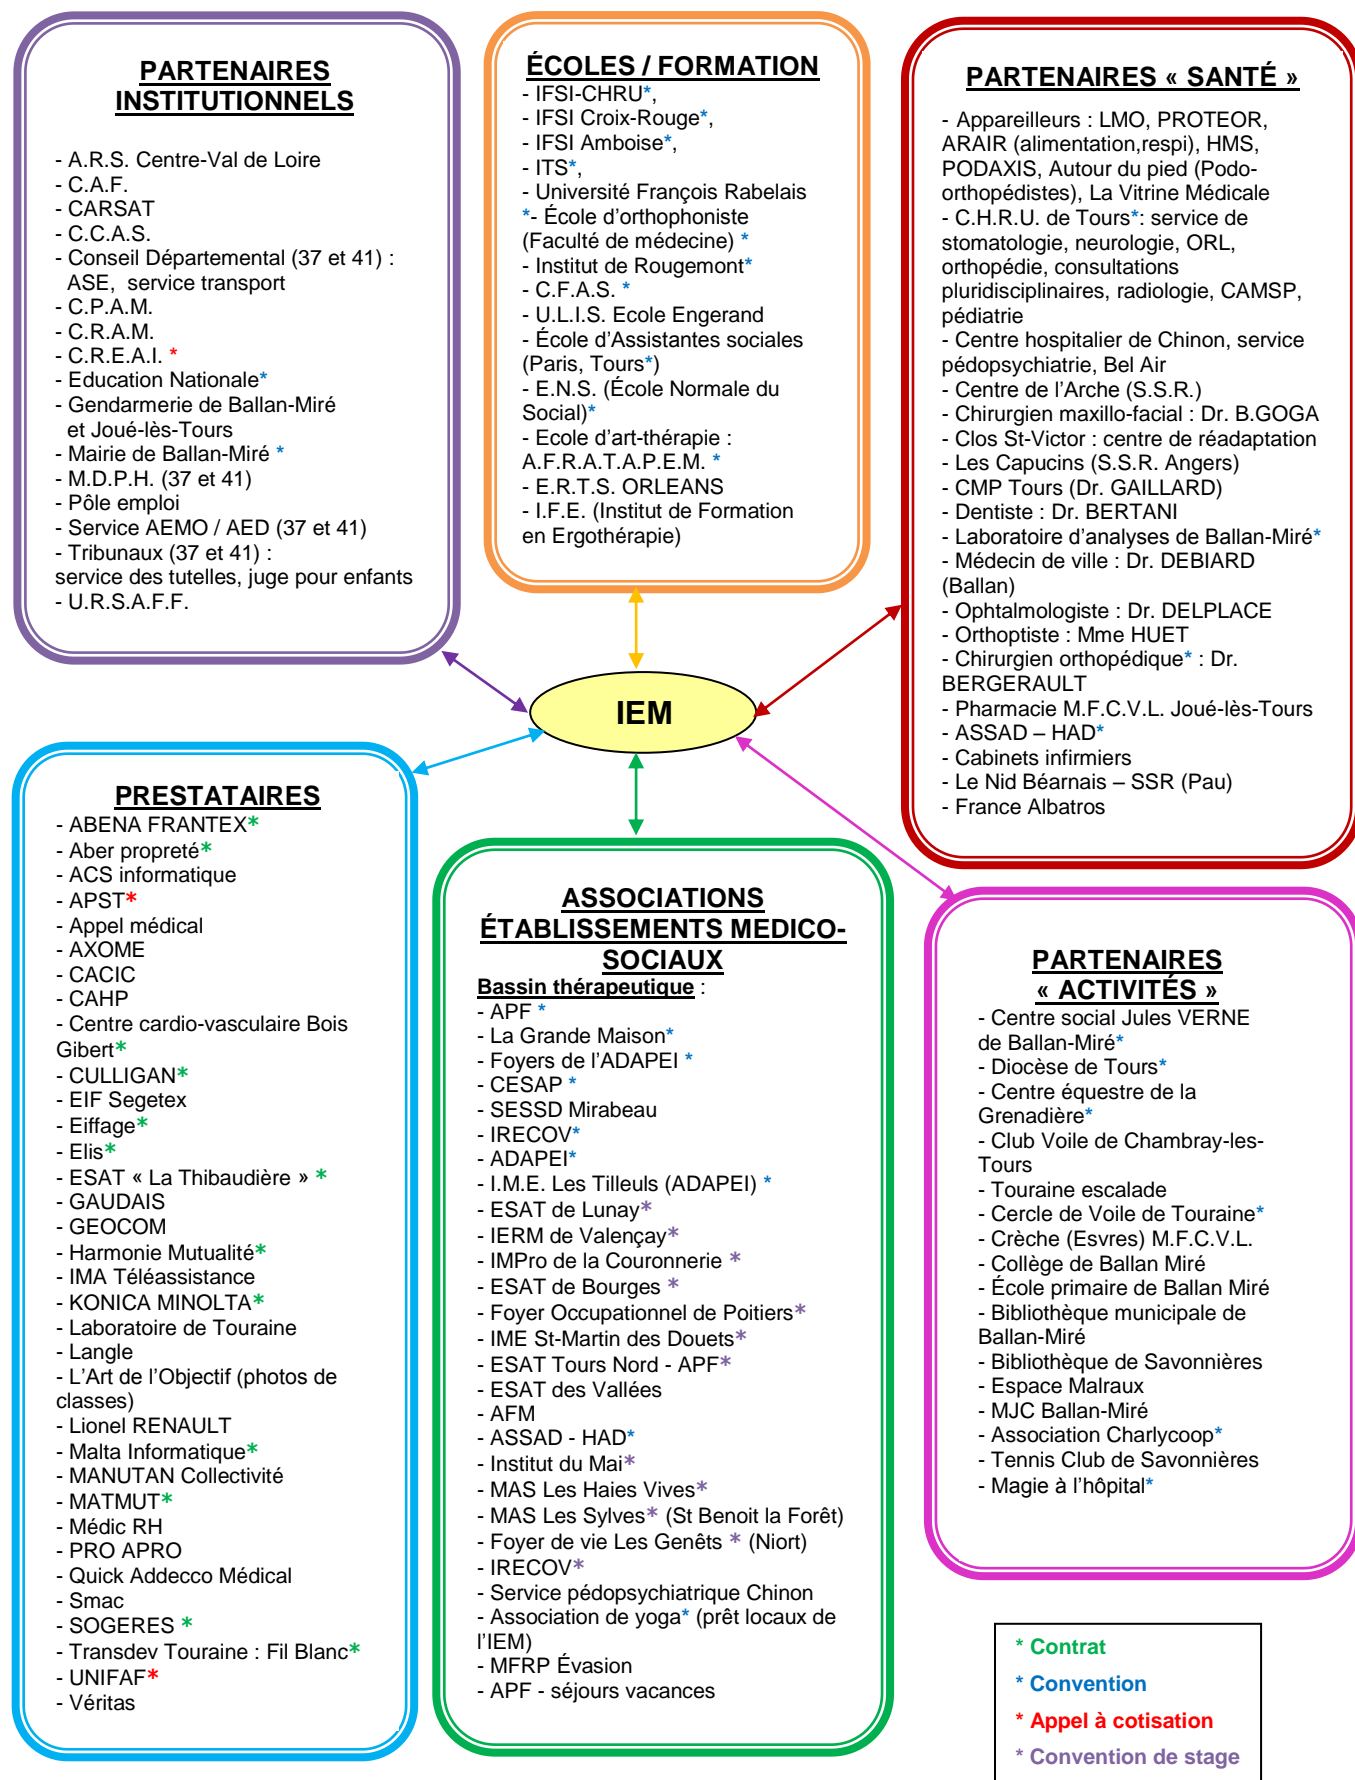 PARTENAIRES
INSTITUTIONNELS
- A.R.S. Centre-Val de Loire
- C.A.F.
- CARSAT
- C.C.A.S.
- Conseil Départemental (37 et 41) :
ASE,  service transport
- C.P.A.M.
- C.R.A.M.
- C.R.E.A.I. *
- Education Nationale*
- Gendarmerie de Ballan-Miré
et Joué-lès-Tours
- Mairie de Ballan-Miré *
- M.D.P.H. (37 et 41)
- Pôle emploi
- Service AEMO / AED (37 et 41)
- Tribunaux (37 et 41) :
service des tutelles, juge pour enfants
- U.R.S.A.F.F.
ÉCOLES / FORMATION
- IFSI-CHRU*,
- IFSI Croix-Rouge*,
- IFSI Amboise*,
- ITS*,
- Université François Rabelais
*- École d’orthophoniste
(Faculté de médecine) *
- Institut de Rougemont*
- C.F.A.S. *
- U.L.I.S. Ecole Engerand
- École d’Assistantes sociales
(Paris, Tours*)
- E.N.S. (École Normale du
Social)*
- Ecole d’art-thérapie :
A.F.R.A.T.A.P.E.M. *
- E.R.T.S. ORLEANS
- I.F.E. (Institut de Formation
en Ergothérapie)
PARTENAIRES « SANTÉ »
- Appareilleurs : LMO, PROTEOR,
ARAIR (alimentation,respi), HMS,
PODAXIS, Autour du pied (Podo-
orthopédistes), La Vitrine Médicale
- C.H.R.U. de Tours*: service de
stomatologie, neurologie, ORL,
orthopédie, consultations
pluridisciplinaires, radiologie, CAMSP,
pédiatrie
- Centre hospitalier de Chinon, service
pédopsychiatrie, Bel Air
- Centre de l’Arche (S.S.R.)
- Chirurgien maxillo-facial : Dr. B.GOGA
- Clos St-Victor : centre de réadaptation
- Les Capucins (S.S.R. Angers)
- CMP Tours (Dr. GAILLARD)
- Dentiste : Dr. BERTANI
- Laboratoire d’analyses de Ballan-Miré*
- Médecin de ville : Dr. DEBIARD
(Ballan)
- Ophtalmologiste : Dr. DELPLACE
- Orthoptiste : Mme HUET
- Chirurgien orthopédique* : Dr.
BERGERAULT
- Pharmacie M.F.C.V.L. Joué-lès-Tours
- ASSAD – HAD*
- Cabinets infirmiers
- Le Nid Béarnais – SSR (Pau)
- France Albatros
IEM
PRESTATAIRES
- ABENA FRANTEX*
- Aber propreté*
- ACS informatique
- APST*
- Appel médical
- AXOME
- CACIC
- CAHP
- Centre cardio-vasculaire Bois
Gibert*
- CULLIGAN*
- EIF Segetex
- Eiffage*
- Elis*
- ESAT « La Thibaudière » *
- GAUDAIS
- GEOCOM
- Harmonie Mutualité*
- IMA Téléassistance
- KONICA MINOLTA*
- Laboratoire de Touraine
- Langle
- L’Art de l’Objectif (photos de
classes)
- Lionel RENAULT
- Malta Informatique*
- MANUTAN Collectivité
- MATMUT*
- Médic RH
- PRO APRO
- Quick Addecco Médical
- Smac
- SOGERES *
- Transdev Touraine : Fil Blanc*
- UNIFAF*
- Véritas
ASSOCIATIONS
ÉTABLISSEMENTS MEDICO-
SOCIAUX
Bassin thérapeutique :
- APF *
- La Grande Maison*
- Foyers de l’ADAPEI *
- CESAP *
- SESSD Mirabeau
- IRECOV*
- ADAPEI*
- I.M.E. Les Tilleuls (ADAPEI) *
- ESAT de Lunay*
- IERM de Valençay*
- IMPro de la Couronnerie *
- ESAT de Bourges *
- Foyer Occupationnel de Poitiers*
- IME St-Martin des Douets*
- ESAT Tours Nord - APF*
- ESAT des Vallées
- AFM
- ASSAD - HAD*
- Institut du Mai*
- MAS Les Haies Vives*
- MAS Les Sylves* (St Benoit la Forêt)
- Foyer de vie Les Genêts * (Niort)
- IRECOV*
- Service pédopsychiatrique Chinon
- Association de yoga* (prêt locaux de
l’IEM)
- MFRP Évasion
- APF - séjours vacances
PARTENAIRES
« ACTIVITÉS »
- Centre social Jules VERNE
de Ballan-Miré*
- Diocèse de Tours*
- Centre équestre de la
Grenadière*
- Club Voile de Chambray-les-
Tours
- Touraine escalade
- Cercle de Voile de Touraine*
- Crèche (Esvres) M.F.C.V.L.
- Collège de Ballan Miré
- École primaire de Ballan Miré
- Bibliothèque municipale de
Ballan-Miré
- Bibliothèque de Savonnières
- Espace Malraux
- MJC Ballan-Miré
- Association Charlycoop*
- Tennis Club de Savonnières
- Magie à l’hôpital*
* Contrat
* Convention
* Appel à cotisation
* Convention de stage